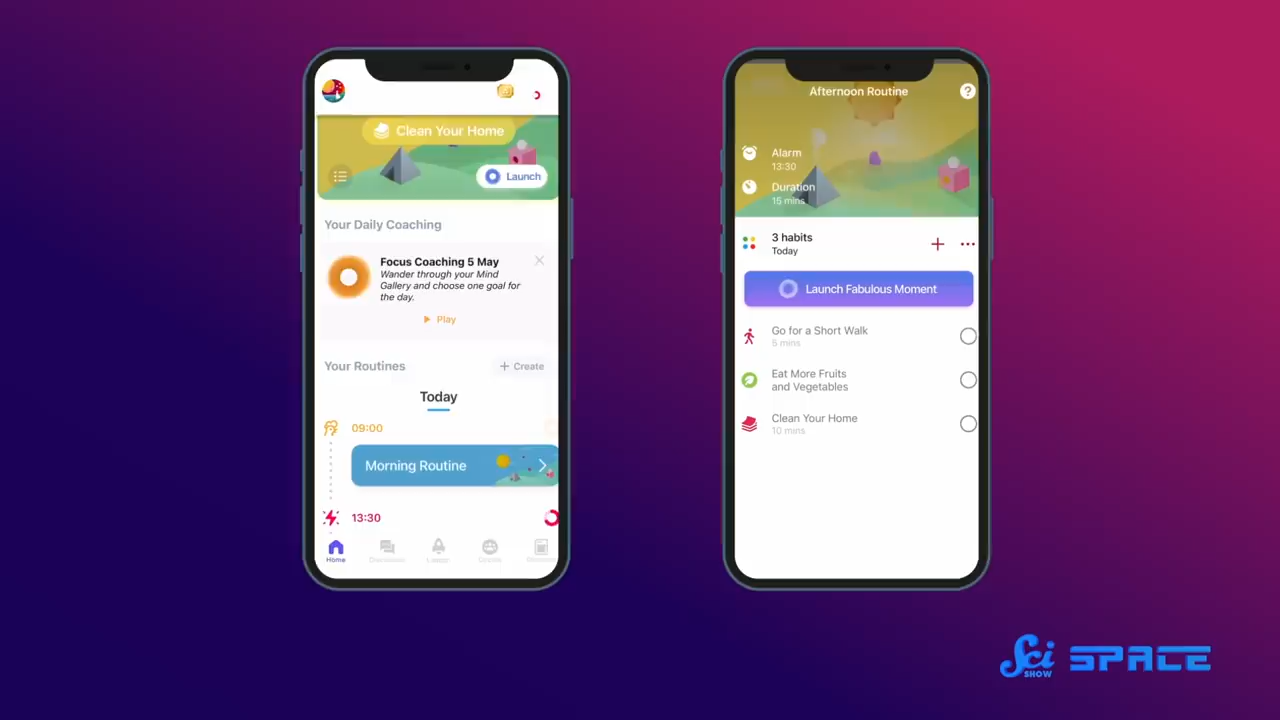 Clean Your Home
Launch
Your Daily Coaching
Focus Coaching 5 May
Wander through your Mind
Gallery and choose one goal for
the day.
Play
Your Routines
+ Create
Today
09:00
Morning Routine
13:30
Home
Afternoon Routine
?
Alarm
13:30
Duration
15 mins
3 habits
Today
Launch Fabulous Moment
Go for a Short Walk
5 mins
Eat More Fruits
and Vegetables
Clean Your Home
10 mins
Sci
SHOW
SPACE